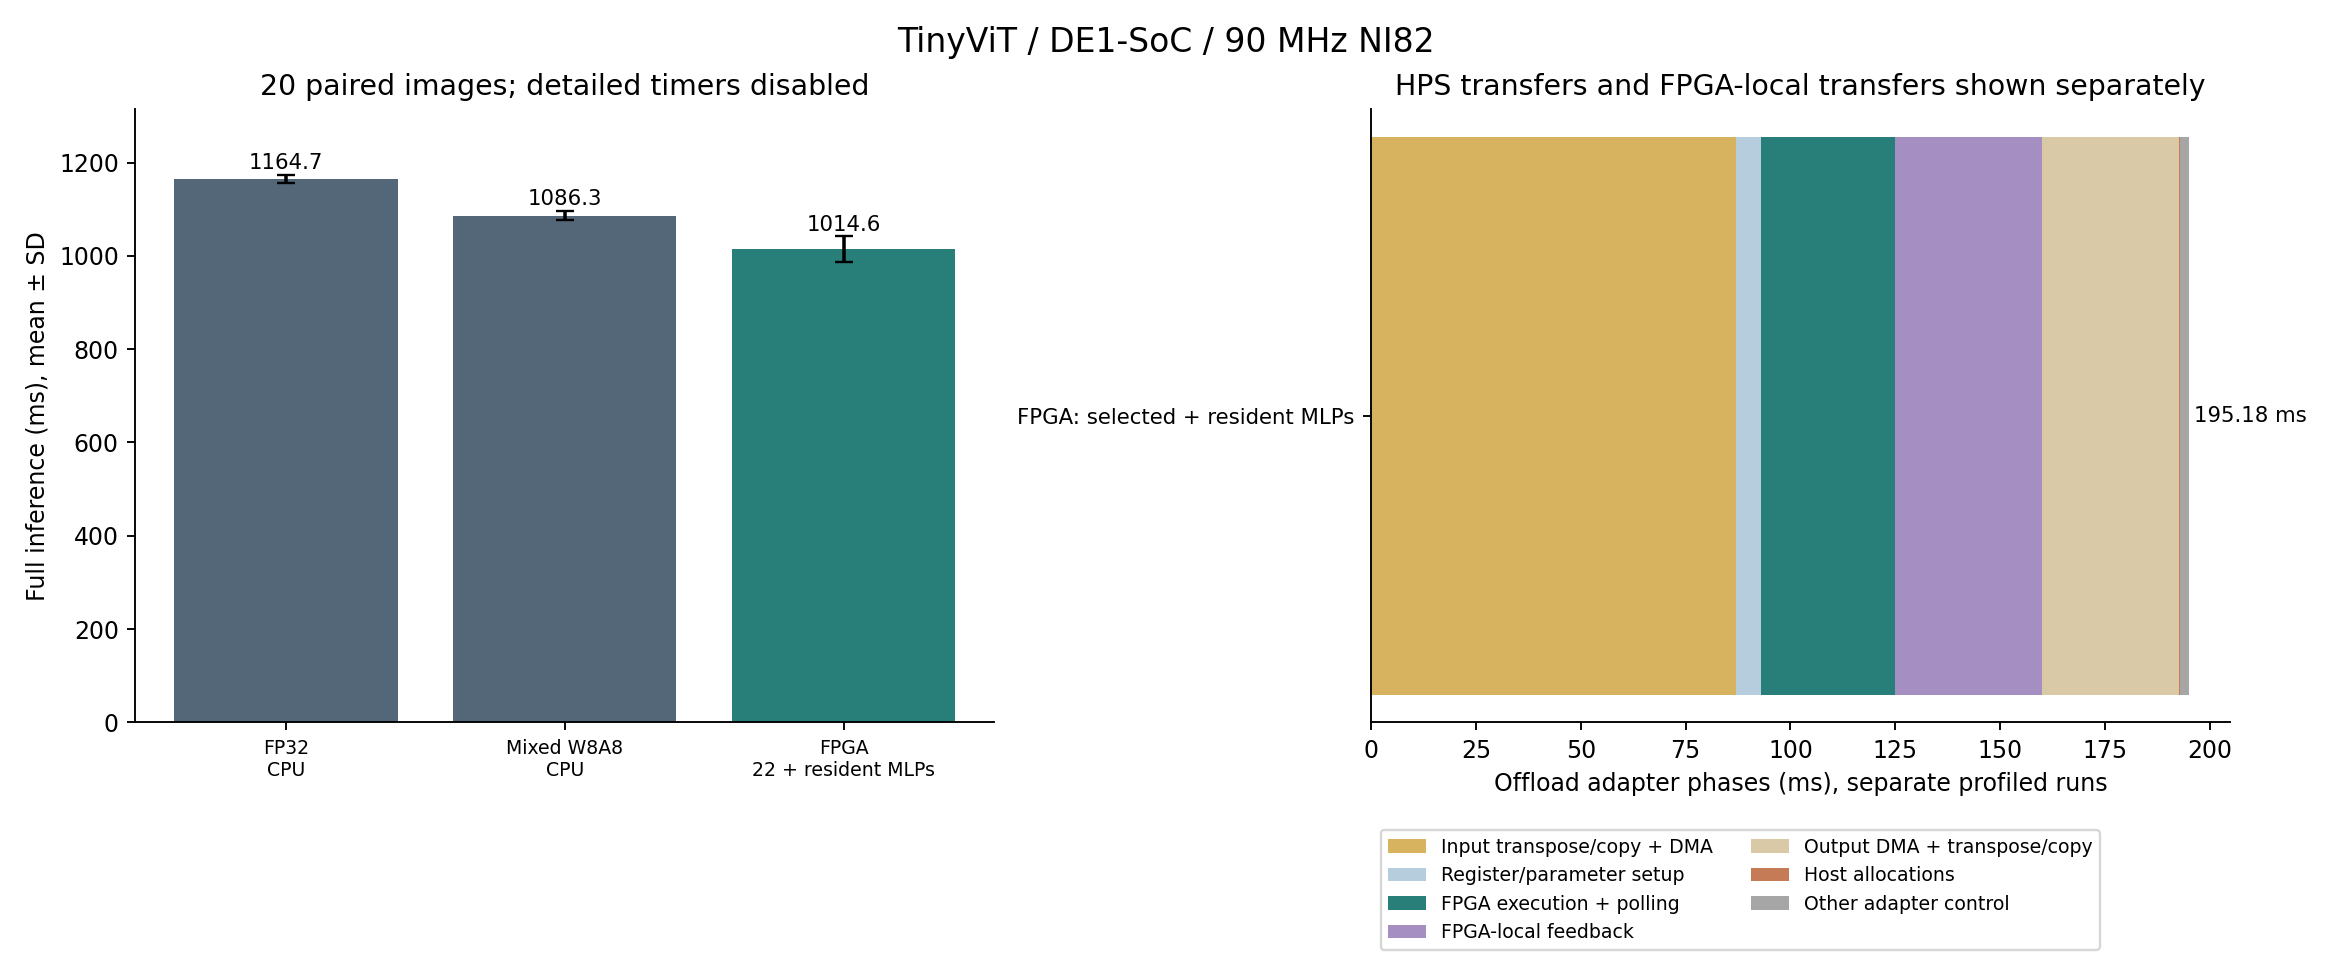 TinyViT / DE1-SoC / 90 MHz NI82
20 paired images; detailed timers disabled
Full inference (ms), mean ± SD
1200
1000
800
600
400
200
0
1164.7
1086.3
1014.6
FP32
CPU
Mixed W8A8
CPU
FPGA
22 + resident MLPs
HPS transfers and FPGA-local transfers shown separately
FPGA: selected + resident MLPs
195.18 ms
0 25 50 75 100 125 150 175 200
Offload adapter phases (ms), separate profiled runs
Input transpose/copy + DMA
Register/parameter setup
FPGA execution + polling
FPGA-local feedback
Output DMA + transpose/copy
Host allocations
Other adapter control